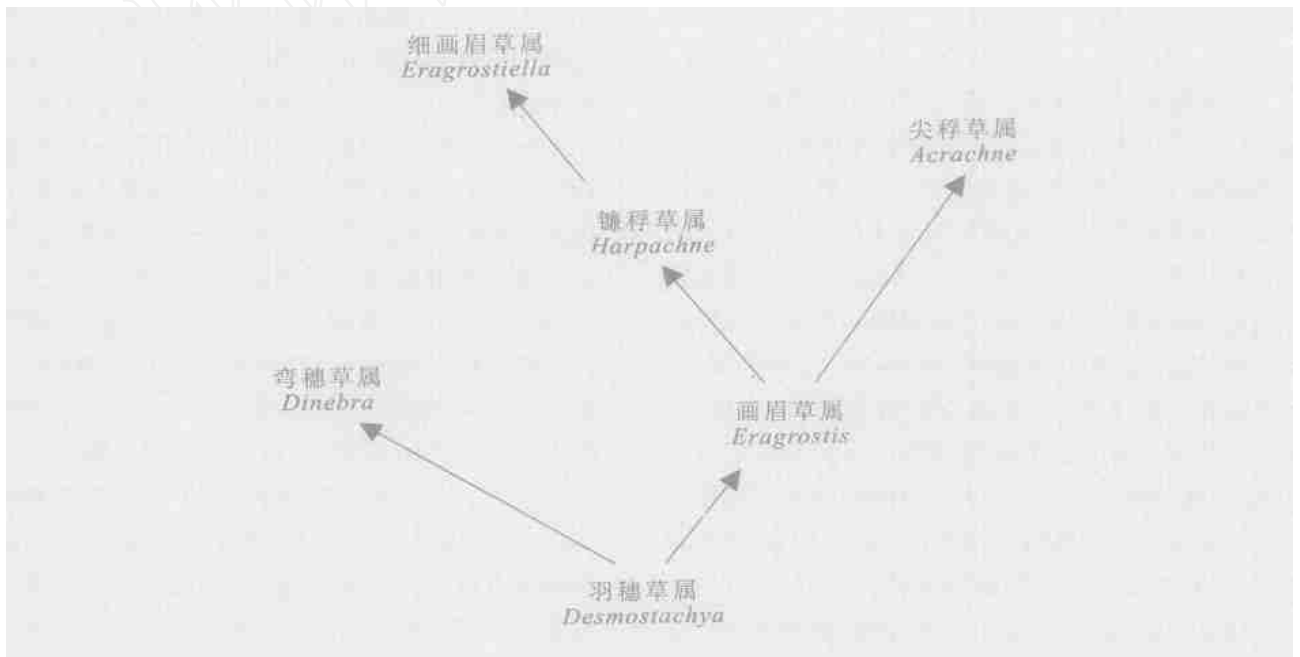 细画眉草属
Eragrostiella
尖稃草属
Acrachne
镰稃草属
Harpachne
弯穗草属
Dinebra
画眉草属
Eragrostis
羽穗草属
Desmostachya